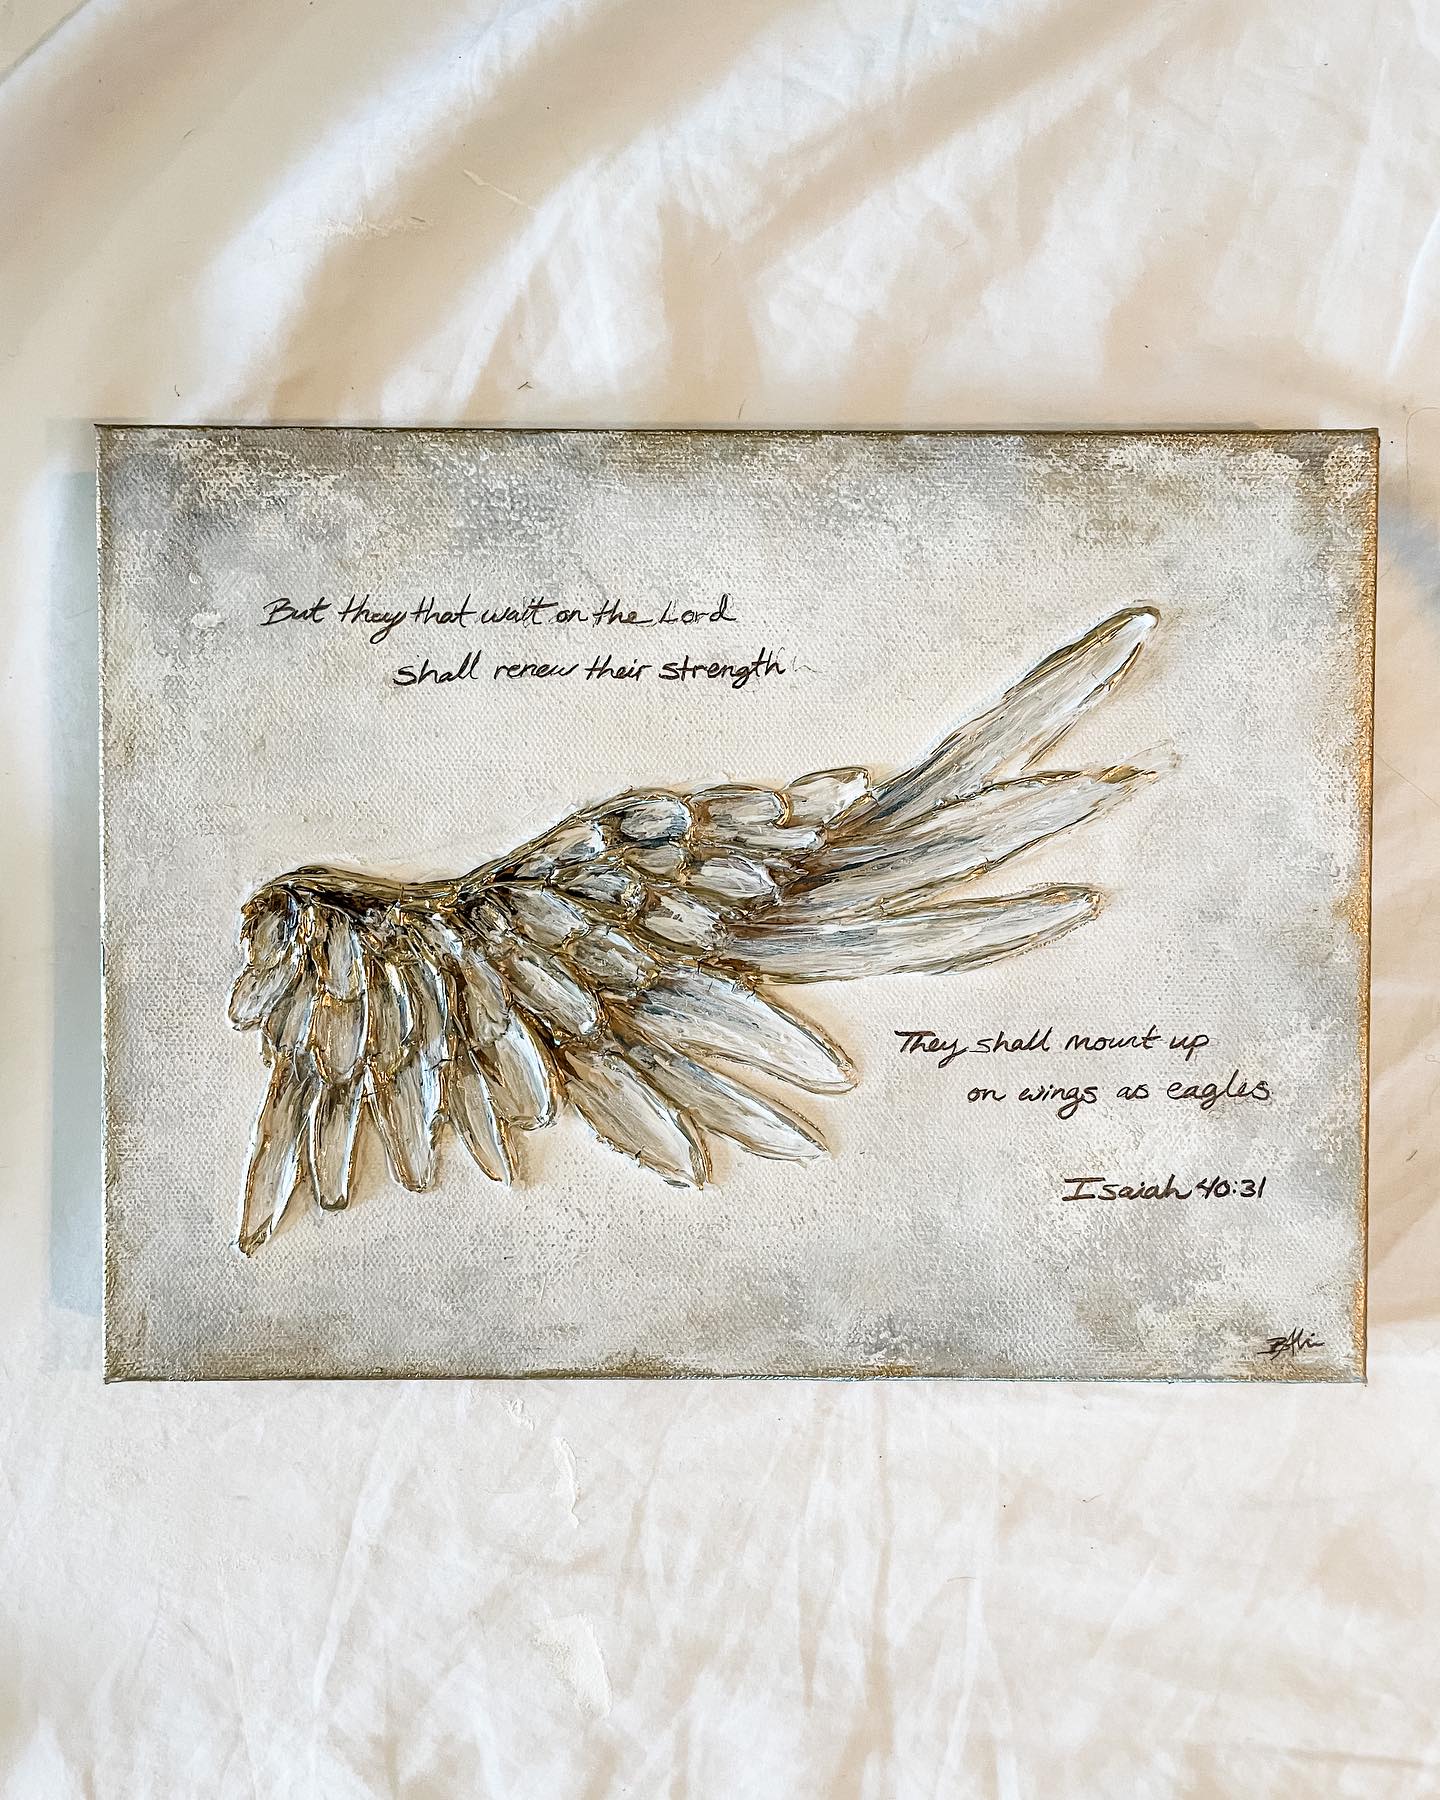 But they that wait on the Lord
shall renew their strength
They shall mount up
on wings as eagles
Isaiah 40:31